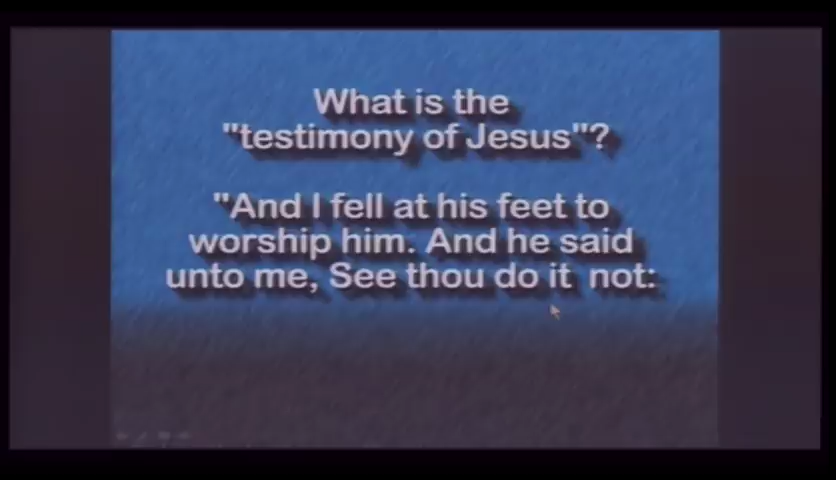 What is the
"testimony of Jesus"?
"And I fell at his feet to
worship him. And he said
unto me, See thou do it not: